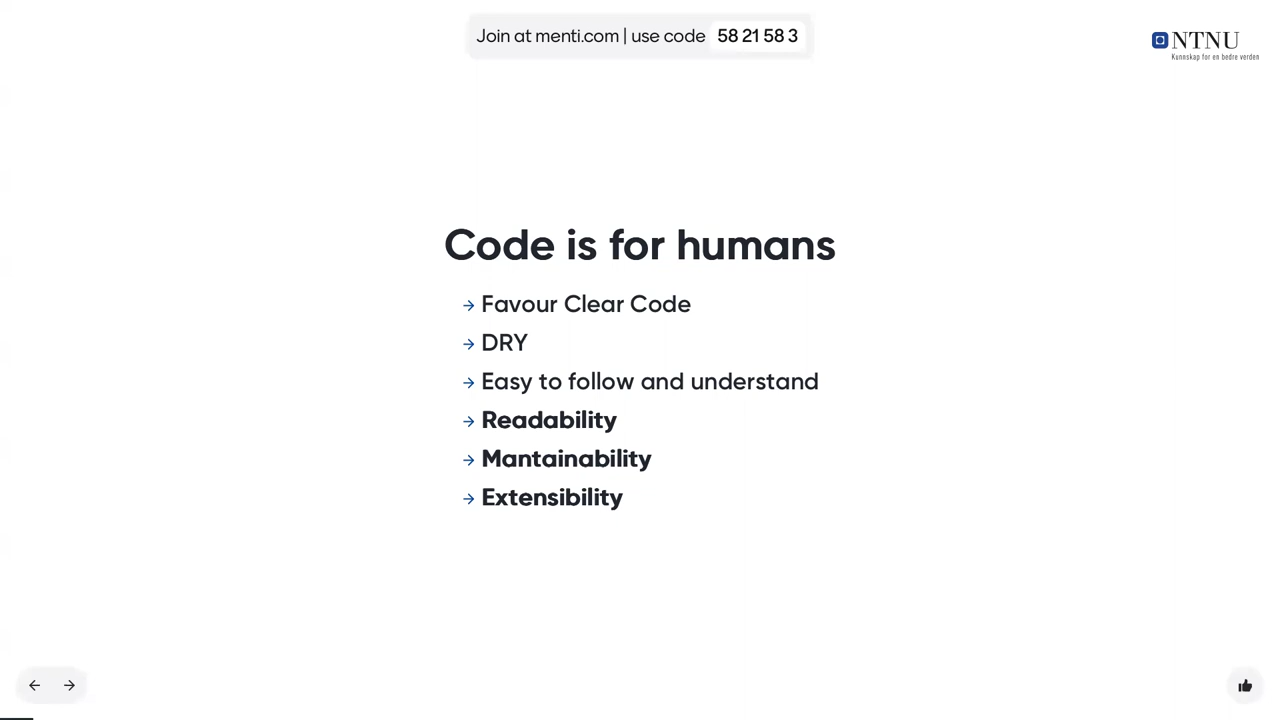 Join at menti.com | use code 58 21 58 3
NTNU
Kunnskap for en bedre verden
Code is for humans
→ Favour Clear Code
→ DRY
→ Easy to follow and understand
→ Readability
→ Mantainability
→ Extensibility